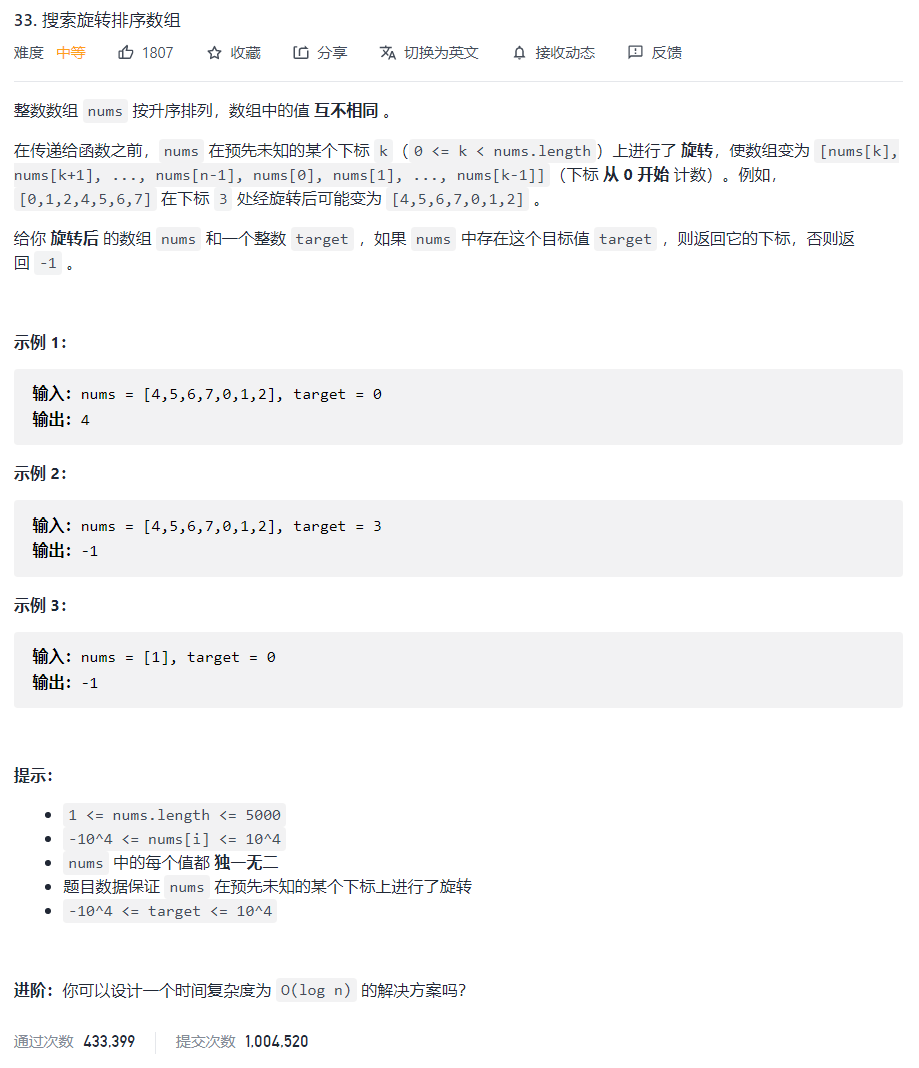 33. 搜索旋转排序数组
难度 中等 1807 收藏 分享 切换为英文 接收动态 反馈
整数数组 nums 按升序排列，数组中的值 互不相同 。
在传递给函数之前，nums 在预先未知的某个下标 k （0 <= k < nums.length）上进行了 旋转，使数组变为 [nums[k],
nums[k+1], ..., nums[n-1], nums[0], nums[1], ..., nums[k-1]]（下标 从 0 开始 计数）。例如，
[0,1,2,4,5,6,7] 在下标 3 处经旋转后可能变为 [4,5,6,7,0,1,2] 。
给你 旋转后 的数组 nums 和一个整数 target ，如果 nums 中存在这个目标值 target ，则返回它的下标，否则返
回 -1 。
示例 1：
输入：nums = [4,5,6,7,0,1,2], target = 0
输出：4
示例 2：
输入：nums = [4,5,6,7,0,1,2], target = 3
输出：-1
示例 3：
输入：nums = [1], target = 0
输出：-1
提示：
1 <= nums.length <= 5000
-10^4 <= nums[i] <= 10^4
nums 中的每个值都 独一无二
题目数据保证 nums 在预先未知的某个下标上进行了旋转
-10^4 <= target <= 10^4
进阶：你可以设计一个时间复杂度为 O(log n) 的解决方案吗？
通过次数 433,399 提交次数 1,004,520